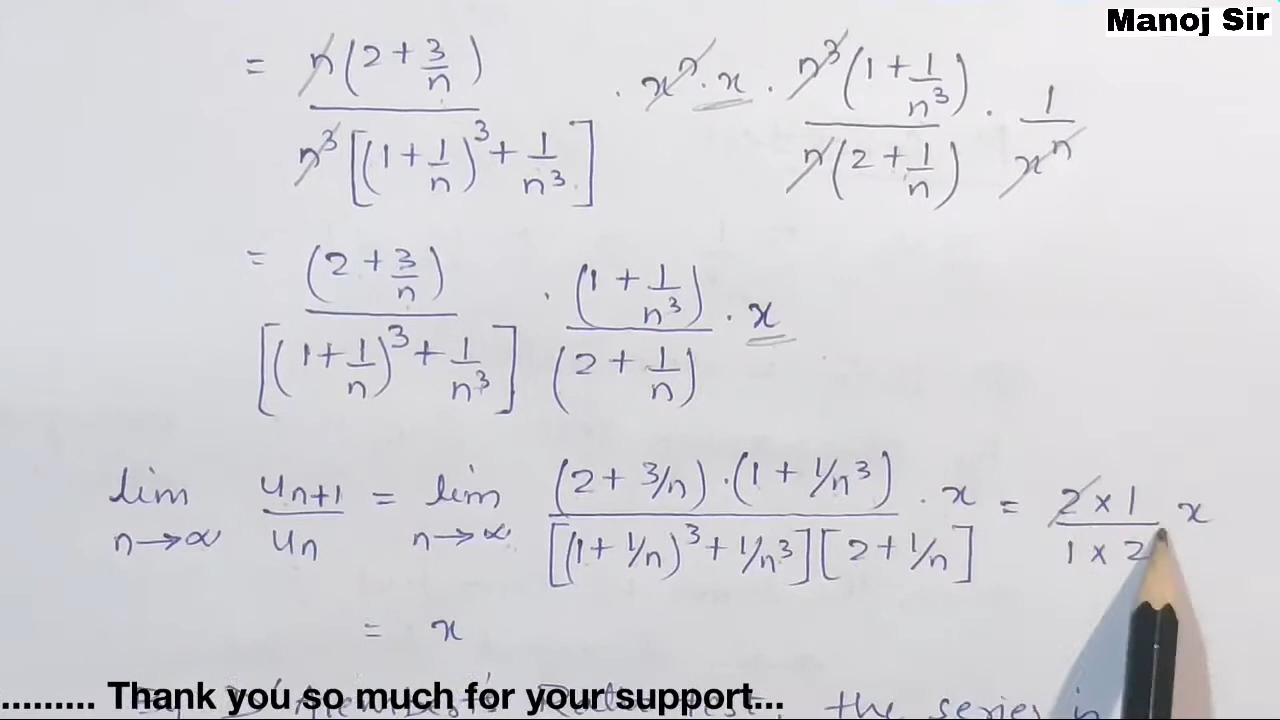 Manoj Sir
= n(2 + 3/n) / n³[(1 + 1/n)³ + 1/n³] · xⁿ · x · n³(1 + 1/n³) / n(2 + 1/n) · 1/xⁿ
= (2 + 3/n) / [(1 + 1/n)³ + 1/n³] · (1 + 1/n³) / (2 + 1/n) · x
lim n→∞ uₙ₊₁/uₙ = lim n→∞ (2 + 3/n) · (1 + 1/n³) / [(1 + 1/n)³ + 1/n³][2 + 1/n] · x = 2 × 1 / 1 × 2 x
= x
the series is
......... Thank you so much for your support...